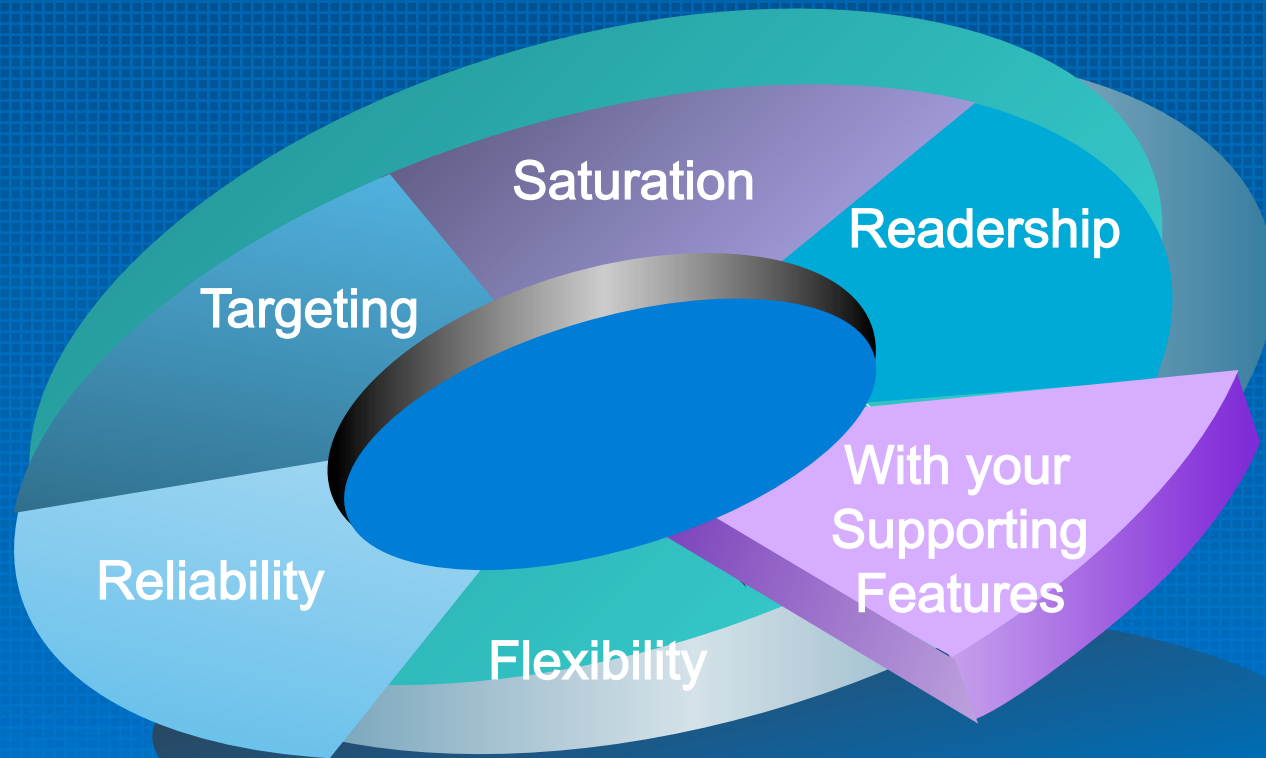 Saturation
Readership
Targeting
With your
Supporting
Features
Reliability
Flexibility